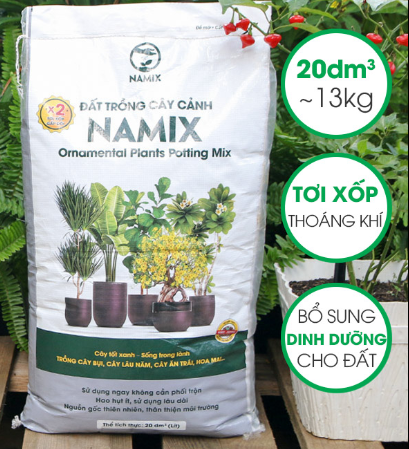 NAMIX
ĐẤT TRỒNG CÂY CẢNH
x2
NAMIX
Ornamental Plants Potting Mix
Cây tốt xanh - Sống trong lành
TRỒNG CÂY BỤI, CÂY LÂU NĂM, CÂY ĂN TRÁI, HOA MAI...
Sử dụng ngay không cần phối trộn
Hao hụt ít, sử dụng lâu dài
Nguồn gốc thiên nhiên, thân thiện môi trường
Thể tích thực: 20 dm³ (Lít)
20dm³
~13kg
TƠI XỐP
THOÁNG KHÍ
BỔ SUNG
DINH DƯỠNG
CHO ĐẤT